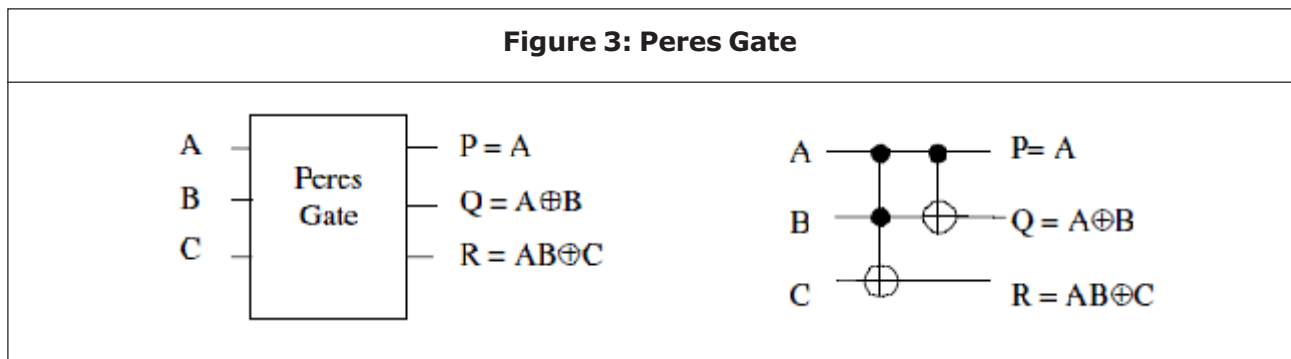 Figure 3: Peres Gate
A
B
C
Peres
Gate
P = A
Q = A⊕B
R = AB⊕C
A
B
C
P= A
Q = A⊕B
R = AB⊕C